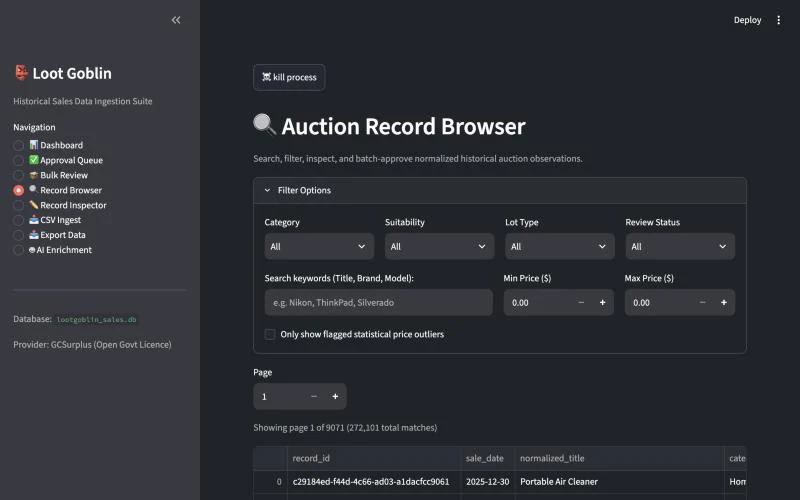 Deploy
Loot Goblin
Historical Sales Data Ingestion Suite
Navigation
Dashboard
Approval Queue
Bulk Review
Record Browser
Record Inspector
CSV Ingest
Export Data
AI Enrichment
Database: lootgoblin_sales.db
Provider: GCSurplus (Open Govt Licence)
kill process
Auction Record Browser
Search, filter, inspect, and batch-approve normalized historical auction observations.
Filter Options
Category Suitability Lot Type Review Status
All All All All
Search keywords (Title, Brand, Model): Min Price ($) Max Price ($)
e.g. Nikon, ThinkPad, Silverado 0.00 − + 0.00 − +
Only show flagged statistical price outliers
Page
1 − +
Showing page 1 of 9071 (272,101 total matches)
record_id sale_date normalized_title cate
0 c29184ed-f44d-4c66-ad03-a1dacfcc9061 2025-12-30 Portable Air Cleaner Hom